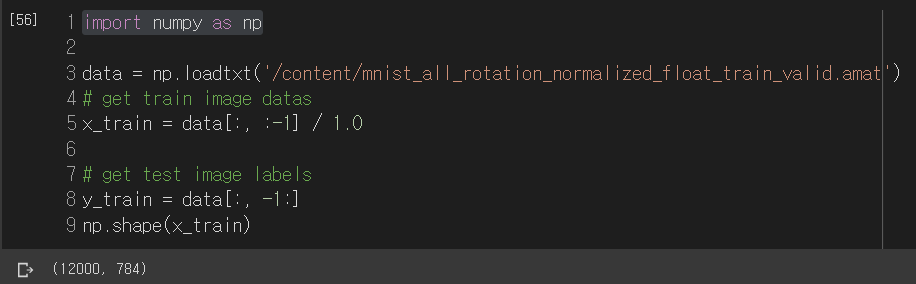 [56]
1 import numpy as np
2
3 data = np.loadtxt('/content/mnist_all_rotation_normalized_float_train_valid.amat')
4 # get train image datas
5 x_train = data[:, :-1] / 1.0
6
7 # get test image labels
8 y_train = data[:, -1:]
9 np.shape(x_train)
(12000, 784)